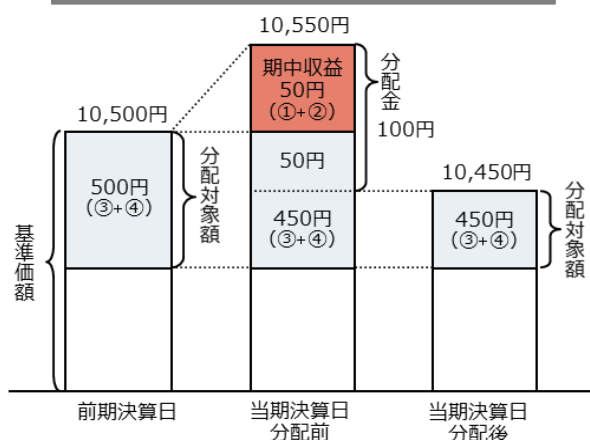 10,550円
期中収益
50円
(①+②)
分配金
100円
10,500円
500円
(③+④)
分配対象額
50円
450円
(③+④)
10,450円
450円
(③+④)
分配対象額
基準価額
前期決算日
当期決算日
分配前
当期決算日
分配後